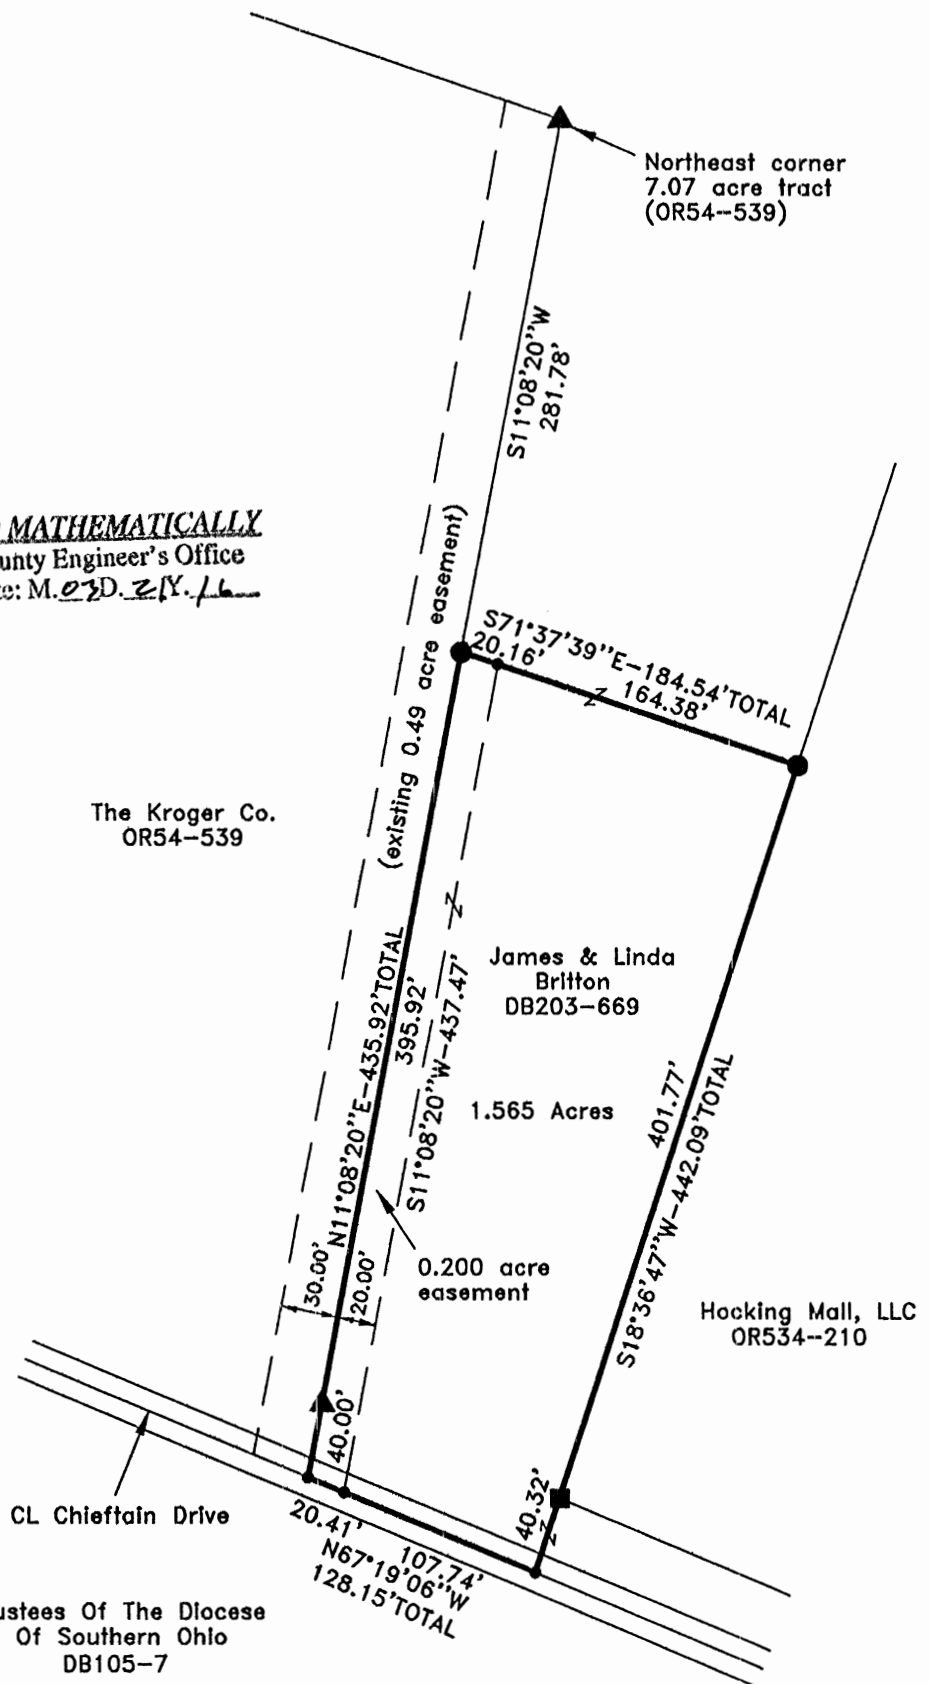 Northeast corner
7.07 acre tract
(OR54--539)
S11°08'20"W
281.78'
MATHEMATICALLY
unty Engineer's Office
e: M.03D.21Y.16
(existing 0.49 acre easement)
S71°37'39"E-184.54'TOTAL
20.16'
164.38'
The Kroger Co.
OR54-539
N11°08'20"E-435.92'TOTAL
395.92'
S11°08'20"W-437.47'
James & Linda
Britton
DB203-669
1.565 Acres
401.77'
S18°36'47"W-442.09'TOTAL
0.200 acre
easement
30.00'
20.00'
Hocking Mall, LLC
OR534--210
40.00'
40.32'
CL Chieftain Drive
20.41'
107.74'
N67°19'06"W
128.15'TOTAL
ustees Of The Diocese
Of Southern Ohio
DB105-7